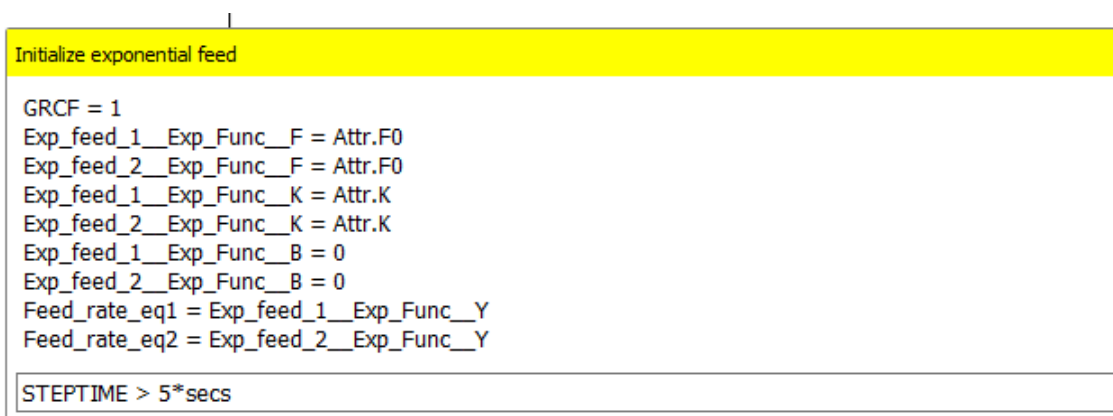 Initialize exponential feed
GRCF = 1
Exp_feed_1__Exp_Func__F = Attr.F0
Exp_feed_2__Exp_Func__F = Attr.F0
Exp_feed_1__Exp_Func__K = Attr.K
Exp_feed_2__Exp_Func__K = Attr.K
Exp_feed_1__Exp_Func__B = 0
Exp_feed_2__Exp_Func__B = 0
Feed_rate_eq1 = Exp_feed_1__Exp_Func__Y
Feed_rate_eq2 = Exp_feed_2__Exp_Func__Y
STEPTIME > 5*secs